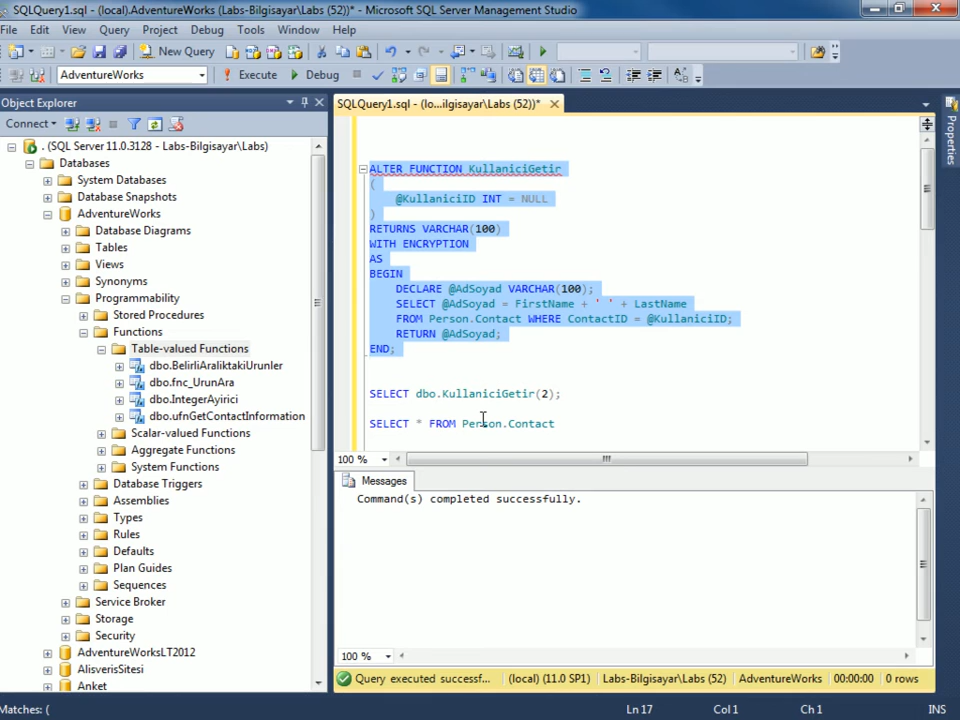 SQLQuery1.sql - (local).AdventureWorks (Labs-Bilgisayar\Labs (52))* - Microsoft SQL Server Management Studio
File Edit View Query Project Debug Tools Window Help
New Query
AdventureWorks Execute Debug
Object Explorer
Connect
. (SQL Server 11.0.3128 - Labs-Bilgisayar\Labs)
Databases
System Databases
Database Snapshots
AdventureWorks
Database Diagrams
Tables
Views
Synonyms
Programmability
Stored Procedures
Functions
Table-valued Functions
dbo.BelirliAraliktakiUrunler
dbo.fnc_UrunAra
dbo.IntegerAyirici
dbo.ufnGetContactInformation
Scalar-valued Functions
Aggregate Functions
System Functions
Database Triggers
Assemblies
Types
Rules
Defaults
Plan Guides
Sequences
Service Broker
Storage
Security
AdventureWorksLT2012
AlisverisSitesi
Anket
SQLQuery1.sql - (lo...ilgisayar\Labs (52))*
ALTER FUNCTION KullaniciGetir
(
@KullaniciID INT = NULL
)
RETURNS VARCHAR(100)
WITH ENCRYPTION
AS
BEGIN
DECLARE @AdSoyad VARCHAR(100);
SELECT @AdSoyad = FirstName + ' ' + LastName
FROM Person.Contact WHERE ContactID = @KullaniciID;
RETURN @AdSoyad;
END;
SELECT dbo.KullaniciGetir(2);
SELECT * FROM Person.Contact
100 %
Messages
Command(s) completed successfully.
100 %
Query executed successf... (local) (11.0 SP1) Labs-Bilgisayar\Labs (52) AdventureWorks 00:00:00 0 rows
Properties
Matches: ( Ln 17 Col 1 Ch 1 INS